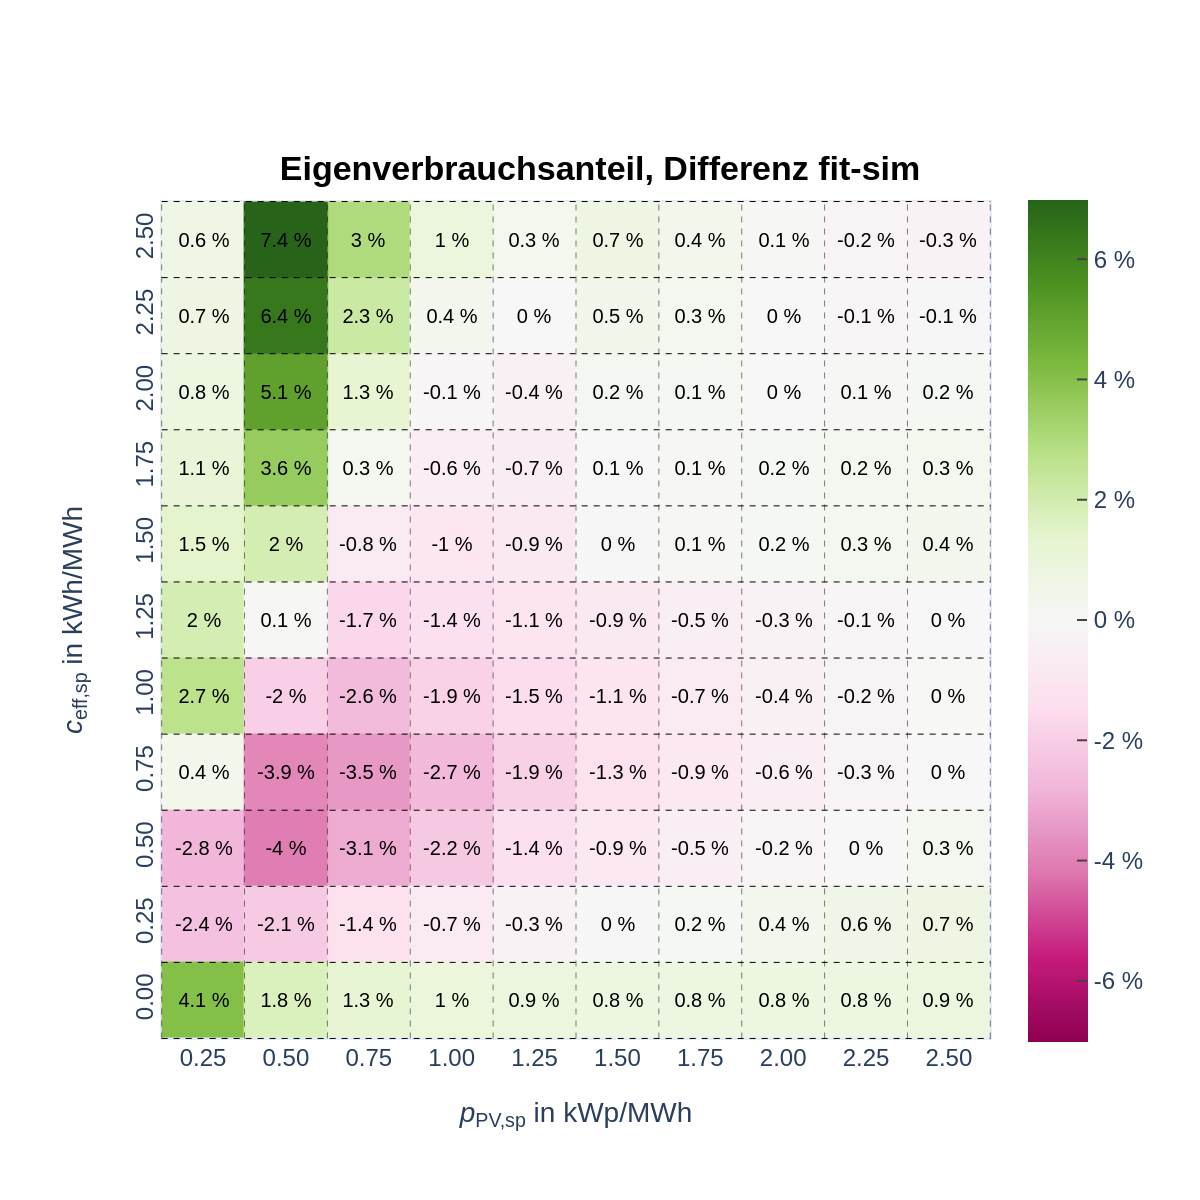 Eigenverbrauchsanteil, Differenz fit-sim
2.50 0.6 % 7.4 % 3 % 1 % 0.3 % 0.7 % 0.4 % 0.1 % -0.2 % -0.3 %
2.25 0.7 % 6.4 % 2.3 % 0.4 % 0 % 0.5 % 0.3 % 0 % -0.1 % -0.1 %
2.00 0.8 % 5.1 % 1.3 % -0.1 % -0.4 % 0.2 % 0.1 % 0 % 0.1 % 0.2 %
1.75 1.1 % 3.6 % 0.3 % -0.6 % -0.7 % 0.1 % 0.1 % 0.2 % 0.2 % 0.3 %
1.50 1.5 % 2 % -0.8 % -1 % -0.9 % 0 % 0.1 % 0.2 % 0.3 % 0.4 %
1.25 2 % 0.1 % -1.7 % -1.4 % -1.1 % -0.9 % -0.5 % -0.3 % -0.1 % 0 %
1.00 2.7 % -2 % -2.6 % -1.9 % -1.5 % -1.1 % -0.7 % -0.4 % -0.2 % 0 %
0.75 0.4 % -3.9 % -3.5 % -2.7 % -1.9 % -1.3 % -0.9 % -0.6 % -0.3 % 0 %
0.50 -2.8 % -4 % -3.1 % -2.2 % -1.4 % -0.9 % -0.5 % -0.2 % 0 % 0.3 %
0.25 -2.4 % -2.1 % -1.4 % -0.7 % -0.3 % 0 % 0.2 % 0.4 % 0.6 % 0.7 %
0.00 4.1 % 1.8 % 1.3 % 1 % 0.9 % 0.8 % 0.8 % 0.8 % 0.8 % 0.9 %
0.25 0.50 0.75 1.00 1.25 1.50 1.75 2.00 2.25 2.50
pPV,sp in kWp/MWh
ceff,sp in kWh/MWh
6 %
4 %
2 %
0 %
-2 %
-4 %
-6 %